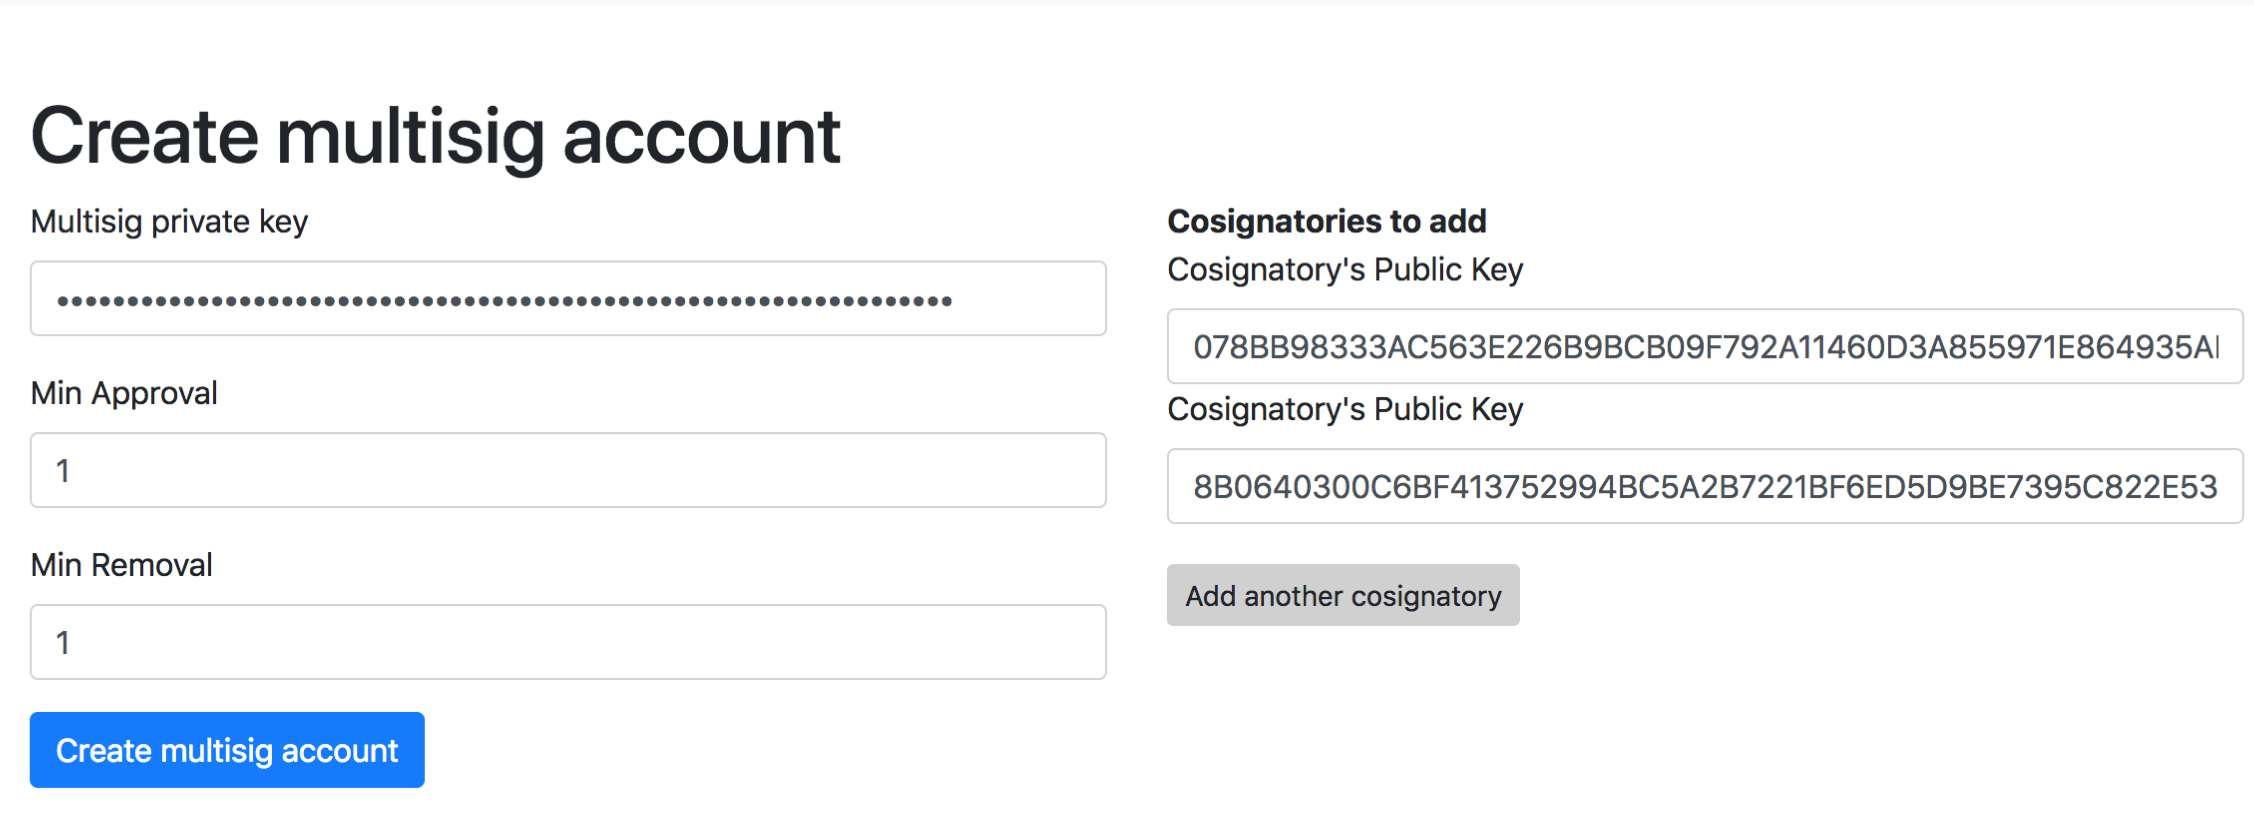 Create multisig account
Multisig private key
••••••••••••••••••••••••••••••••••••••••••••••••••••••••••••••••
Min Approval
1
Min Removal
1
Create multisig account
Cosignatories to add
Cosignatory's Public Key
078BB98333AC563E226B9BCB09F792A11460D3A855971E864935A
Cosignatory's Public Key
8B0640300C6BF413752994BC5A2B7221BF6ED5D9BE7395C822E53
Add another cosignatory